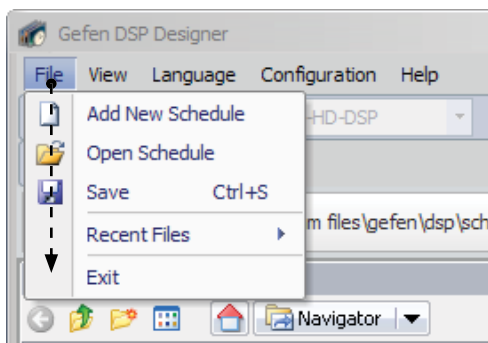 Gefen DSP Designer
File View Language Configuration Help
Add New Schedule
-HD-DSP
Open Schedule
Save Ctrl+S
m files\gefen\dsp\sch
Recent Files
Exit
Navigator